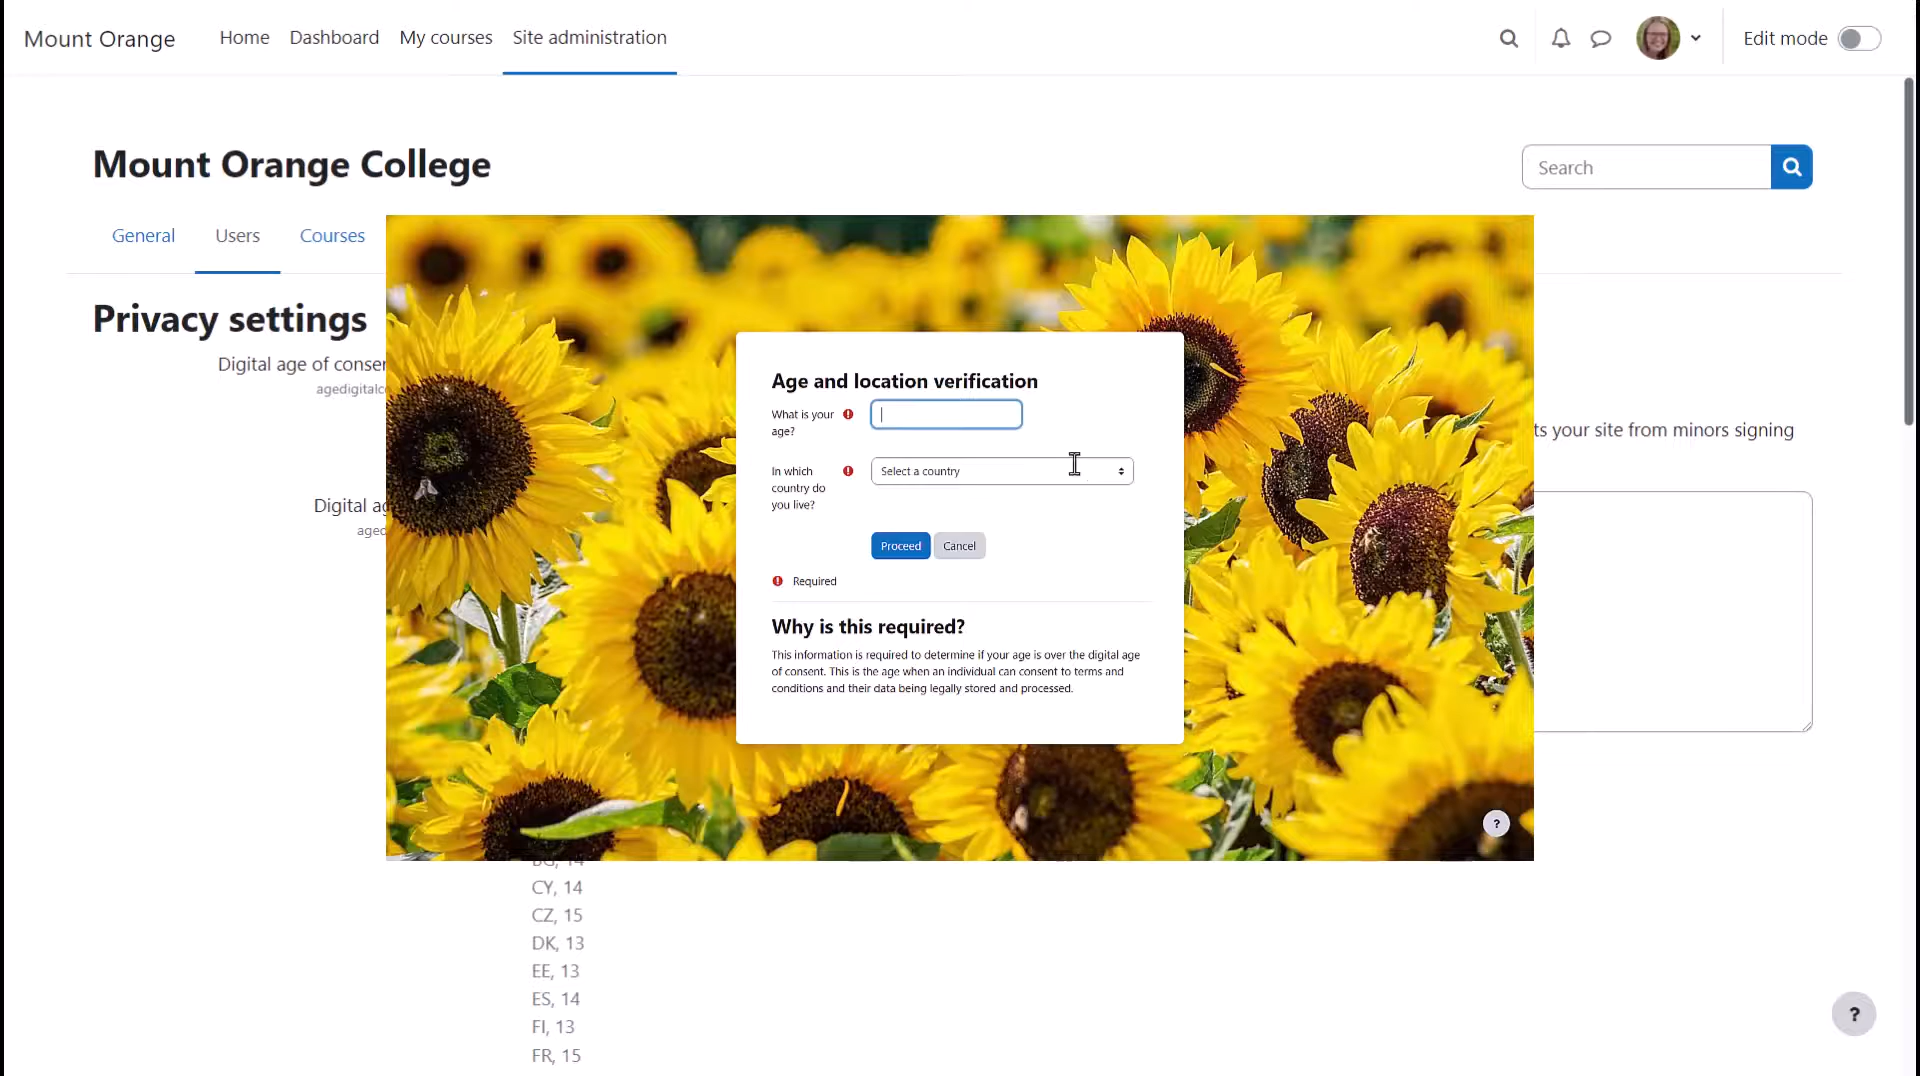 Mount Orange
Home
Dashboard
My courses
Site administration
Edit mode
Mount Orange College
Search
General
Users
Courses
Privacy settings
Digital age of
Digital
ts your site from minors signing
Age and location verification
What is your
age?
Select a country
In which
country do
you live?
Proceed
Cancel
Required
Why is this required?
This information is required to determine if your age is over the digital age
of consent. This is the age when an individual can consent to terms and
conditions and their data being legally stored and processed.
?
CY, 14
CZ, 15
DK, 13
EE, 13
ES, 14
FI, 13
FR, 15
?